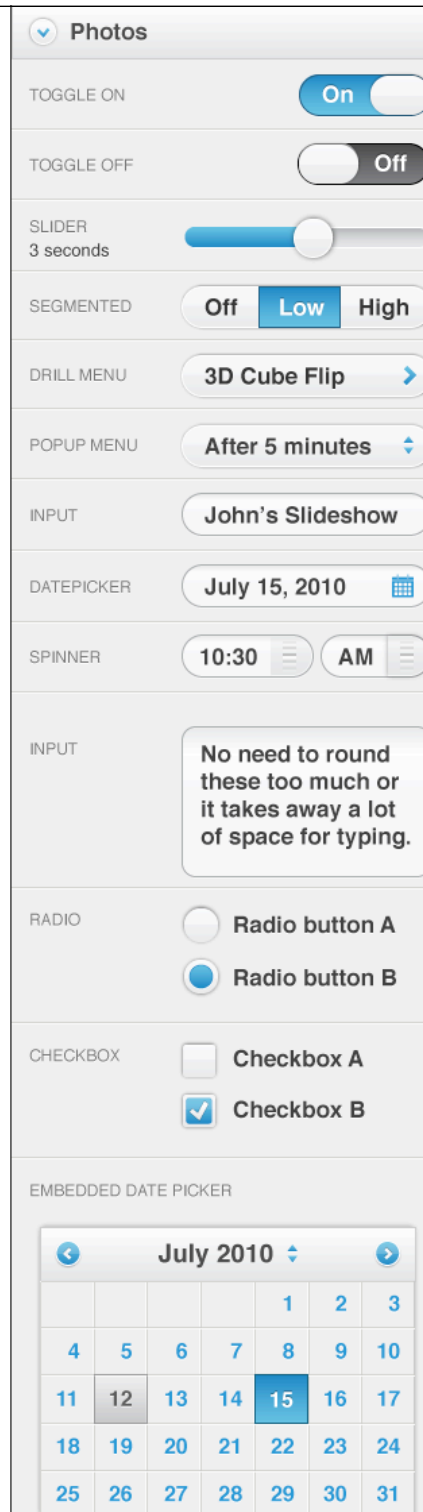 Photos
TOGGLE ON
On
TOGGLE OFF
Off
SLIDER
3 seconds
SEGMENTED
Off Low High
DRILL MENU
3D Cube Flip
POPUP MENU
After 5 minutes
INPUT
John's Slideshow
DATEPICKER
July 15, 2010
SPINNER
10:30 AM
INPUT
No need to round
these too much or
it takes away a lot
of space for typing.
RADIO
Radio button A
Radio button B
CHECKBOX
Checkbox A
Checkbox B
EMBEDDED DATE PICKER
July 2010
1 2 3
4 5 6 7 8 9 10
11 12 13 14 15 16 17
18 19 20 21 22 23 24
25 26 27 28 29 30 31